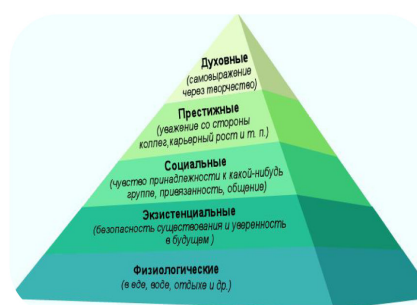 Духовные
(самовыражение
через творчество)
Престижные
(уважение со стороны
коллег, карьерный рост и т. п.)
Социальные
(чувство принадлежности к какой-нибудь
группе, привязанность, общение)
Экзистенциальные
(безопасность существования и уверенность
в будущем )
Физиологические
(в еде, воде, отдыхе и др.)